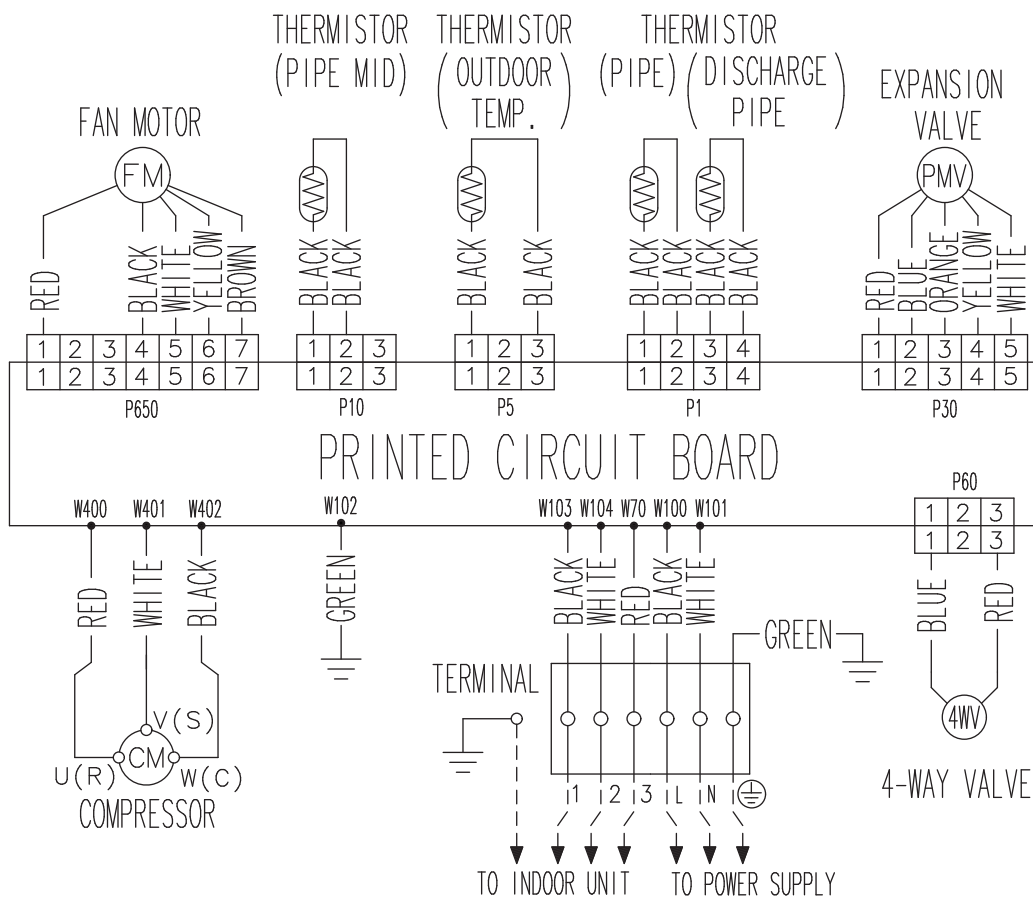 THERMISTOR THERMISTOR THERMISTOR
(PIPE MID) (OUTDOOR TEMP.) (PIPE) (DISCHARGE PIPE)
EXPANSION
VALVE
FAN MOTOR
FM
PMV
RED BLACK WHITE YELLOW BROWN
BLACK BLACK
BLACK BLACK
BLACK BLACK BLACK BLACK
RED BLUE ORANGE YELLOW WHITE
1 2 3 4 5 6 7
1 2 3 4 5 6 7
P650
1 2 3
1 2 3
P10
1 2 3
1 2 3
P5
1 2 3 4
1 2 3 4
P1
1 2 3 4 5
1 2 3 4 5
P30
PRINTED CIRCUIT BOARD
W400 W401 W402 W102 W103 W104 W70 W100 W101
P60
1 2 3
1 2 3
RED WHITE BLACK
GREEN
BLACK WHITE RED BLACK WHITE
BLUE RED
GREEN
TERMINAL
V(S)
CM
U(R) W(C)
COMPRESSOR
4WV
4-WAY VALVE
1 2 3 L N
TO INDOOR UNIT TO POWER SUPPLY